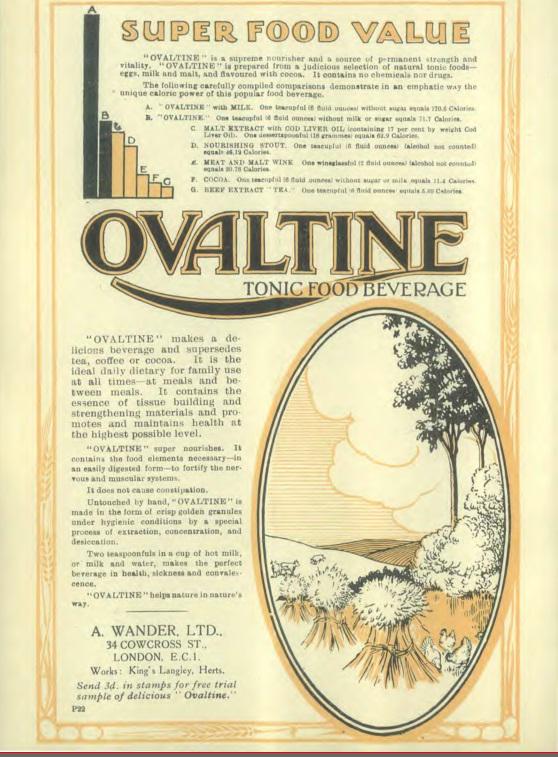 A
SUPER FOOD VALUE
"OVALTINE" is a supreme nourisher and a source of permanent strength and
vitality. "OVALTINE" is prepared from a judicious selection of natural tonic foods—
eggs, milk and malt, and flavoured with cocoa. It contains no chemicals nor drugs.
The following carefully compiled comparisons demonstrate in an emphatic way the
unique caloric power of this popular food beverage.
A. "OVALTINE" with MILK. One teacupful (6 fluid ounces) without sugar equals 170.6 Calories.
B. "OVALTINE." One teacupful (6 fluid ounces) without milk or sugar equals 71.7 Calories.
C. MALT EXTRACT with COD LIVER OIL (containing 17 per cent by weight Cod
Liver Oil). One dessertspoonful (18 grammes) equals 62.9 Calories.
D. NOURISHING STOUT. One teacupful (6 fluid ounces) (alcohol not counted)
equals 46.19 Calories.
E. MEAT AND MALT WINE One wineglassful (2 fluid ounces) (alcohol not counted)
equals 20.78 Calories.
F. COCOA. One teacupful (6 fluid ounces) without sugar or milk equals 11.4 Calories.
G. BEEF EXTRACT "TEA." One teacupful (6 fluid ounces) equals Calories
B
C
D
E
F
G
OVALTINE
TONIC FOOD BEVERAGE
"OVALTINE" makes a de-
licious beverage and supersedes
tea, coffee or cocoa. It is the
ideal daily dietary for family use
at all times—at meals and be-
tween meals. It contains the
essence of tissue building and
strengthening materials and pro-
motes and maintains health at
the highest possible level.
"OVALTINE" super nourishes. It
contains the food elements necessary—in
an easily digested form—to fortify the ner-
vous and muscular systems.
It does not cause constipation.
Untouched by hand, "OVALTINE" is
made in the form of crisp golden granules
under hygienic conditions by a special
process of extraction, concentration, and
desiccation.
Two teaspoonfuls in a cup of hot milk,
or milk and water, makes the perfect
beverage in health, sickness and convales-
cence.
"OVALTINE" helps nature in nature's
way.
A. WANDER, LTD.,
34 COWCROSS ST.,
LONDON, E.C.1.
Works: King's Langley, Herts.
Send 3d. in stamps for free trial
sample of delicious "Ovaltine."
P22